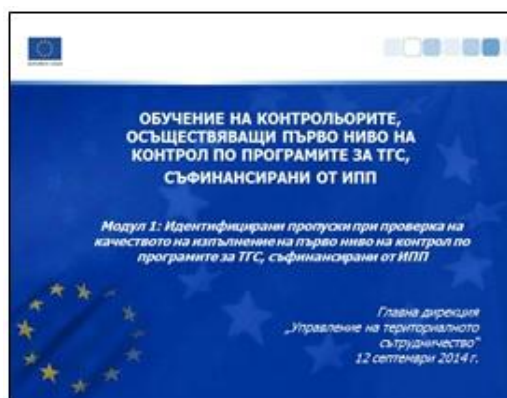 ОБУЧЕНИЕ НА КОНТРОЛЬОРИТЕ,
ОСЪЩЕСТВЯВАЩИ ПЪРВО НИВО НА
КОНТРОЛ ПО ПРОГРАМИТЕ ЗА ТГС,
СЪФИНАНСИРАНИ ОТ ИПП
Модул 1: Идентифицирани пропуски при проверка на
качеството на изпълнение на първо ниво на контрол по
програмите за ТГС, съфинансирани от ИПП
Главна дирекция
„Управление на териториалното
сътрудничество“
12 септември 2014 г.